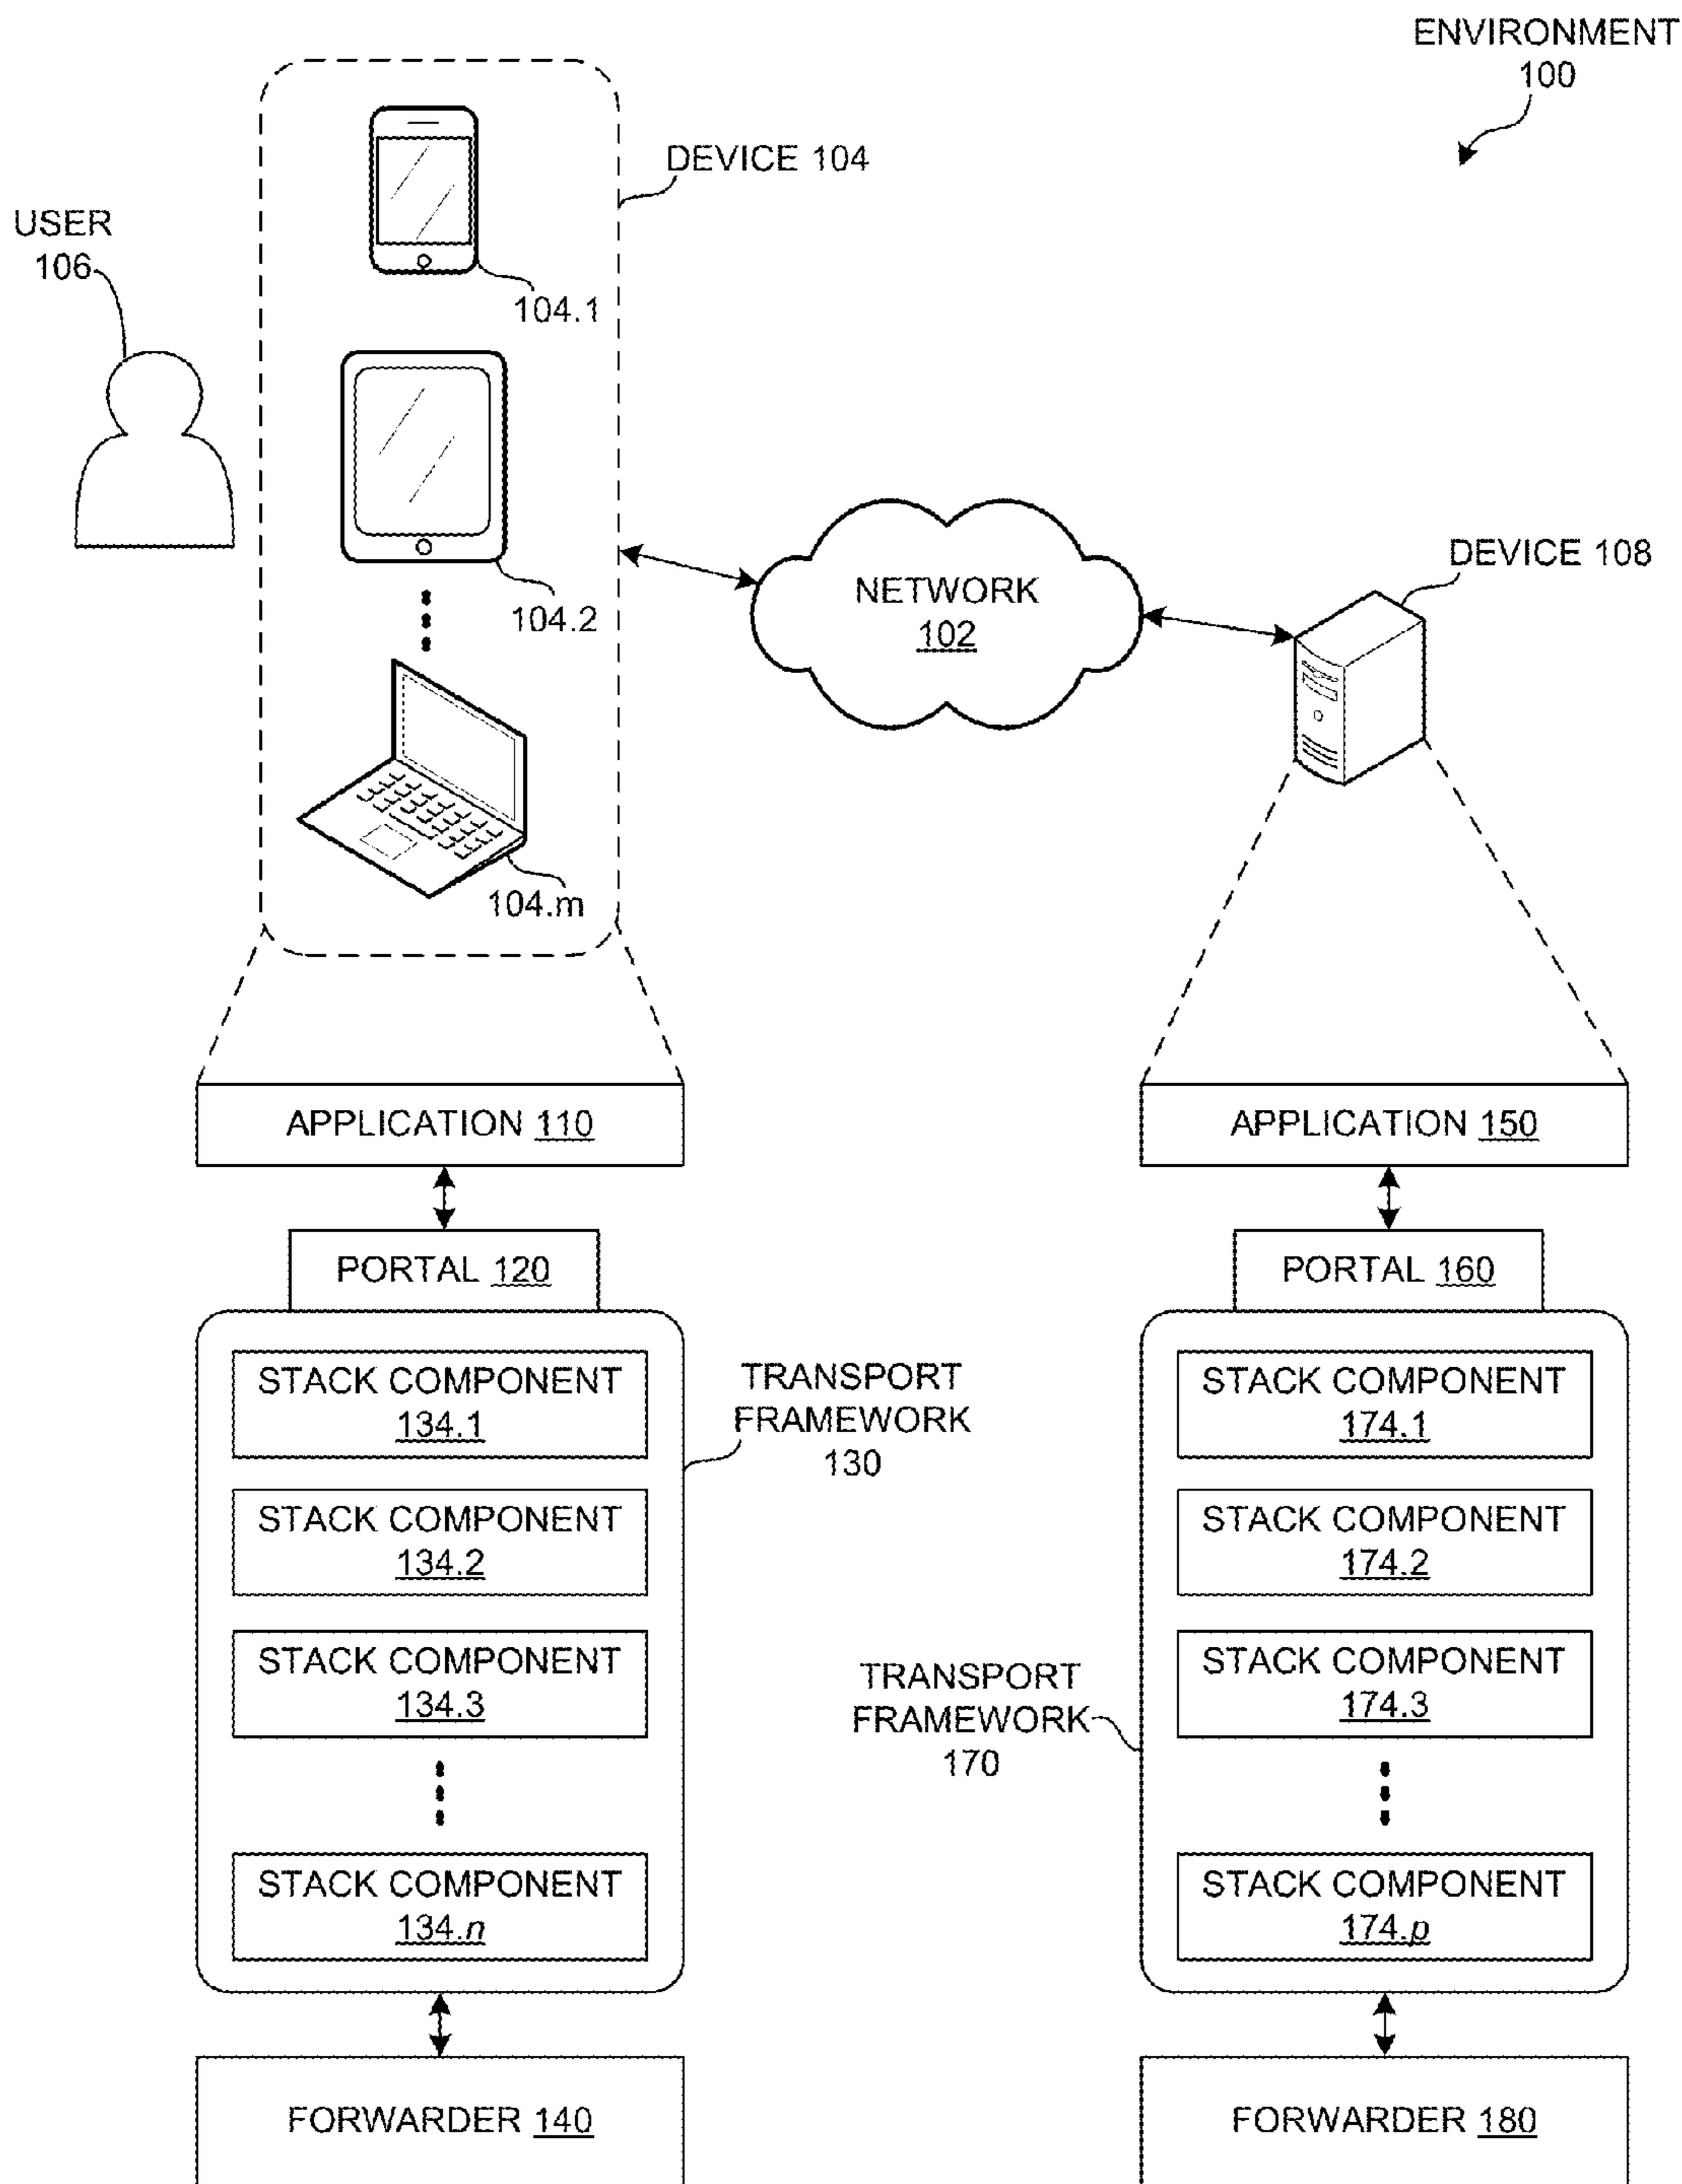 ENVIRONMENT
100
DEVICE 104
USER
106
104.1
104.2
104.m
NETWORK
102
DEVICE 108
APPLICATION 110
APPLICATION 150
PORTAL 120
PORTAL 160
STACK COMPONENT
134.1
STACK COMPONENT
134.2
STACK COMPONENT
134.3
STACK COMPONENT
134.n
TRANSPORT
FRAMEWORK
130
STACK COMPONENT
174.1
STACK COMPONENT
174.2
STACK COMPONENT
174.3
STACK COMPONENT
174.p
TRANSPORT
FRAMEWORK
170
FORWARDER 140
FORWARDER 180